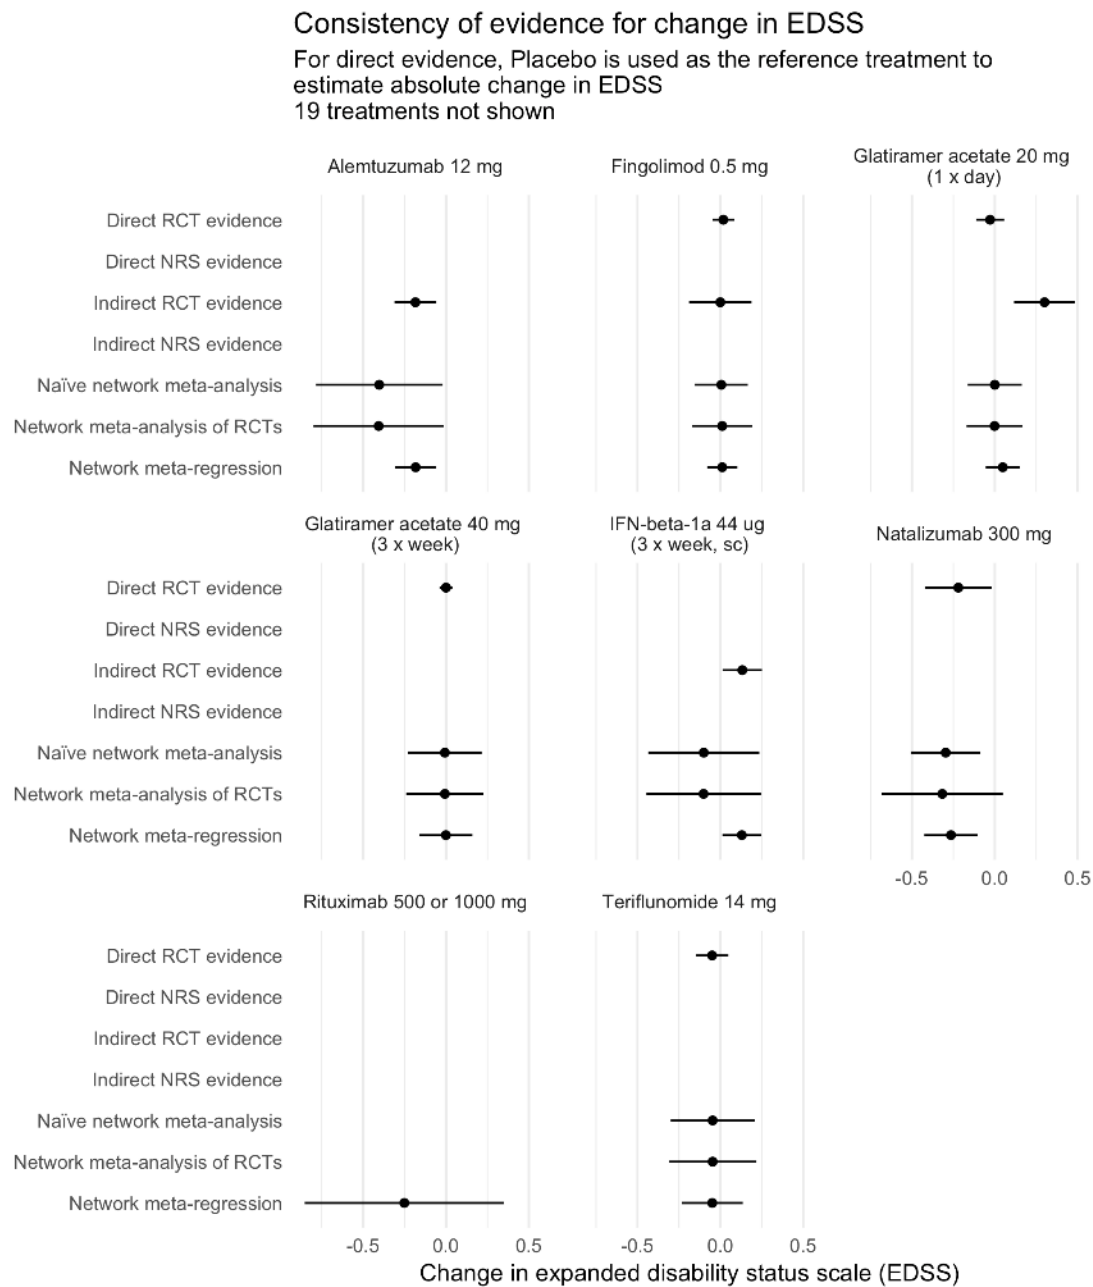 Consistency of evidence for change in EDSS
For direct evidence, Placebo is used as the reference treatment to
estimate absolute change in EDSS
19 treatments not shown
Alemtuzumab 12 mg
Fingolimod 0.5 mg
Glatiramer acetate 20 mg
(1 x day)
Direct RCT evidence
Direct NRS evidence
Indirect RCT evidence
Indirect NRS evidence
Naïve network meta-analysis
Network meta-analysis of RCTs
Network meta-regression
Glatiramer acetate 40 mg
(3 x week)
IFN-beta-1a 44 ug
(3 x week, sc)
Natalizumab 300 mg
Direct RCT evidence
Direct NRS evidence
Indirect RCT evidence
Indirect NRS evidence
Naïve network meta-analysis
Network meta-analysis of RCTs
Network meta-regression
-0.5 0.0 0.5
Rituximab 500 or 1000 mg
Teriflunomide 14 mg
Direct RCT evidence
Direct NRS evidence
Indirect RCT evidence
Indirect NRS evidence
Naïve network meta-analysis
Network meta-analysis of RCTs
Network meta-regression
-0.5 0.0 0.5 -0.5 0.0 0.5
Change in expanded disability status scale (EDSS)